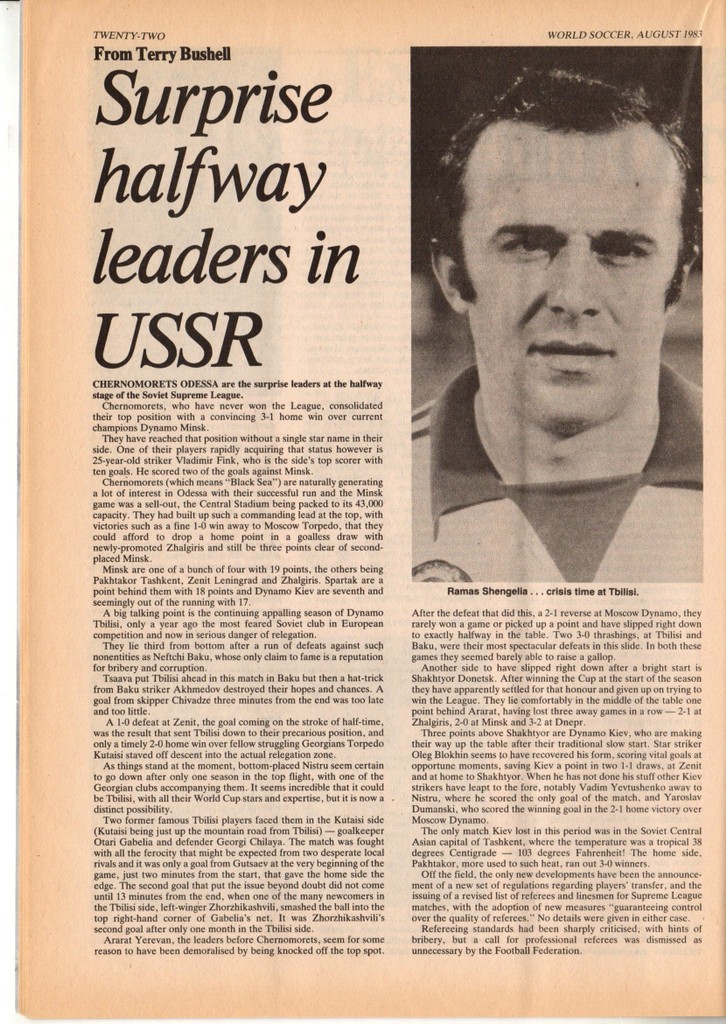 TWENTY-TWO
WORLD SOCCER, AUGUST 1983
From Terry Bushell
Surprise
halfway
leaders in
USSR
CHERNOMORETS ODESSA are the surprise leaders at the halfway
stage of the Soviet Supreme League.
Chernomorets, who have never won the League, consolidated
their top position with a convincing 3-1 home win over current
champions Dynamo Minsk.
They have reached that position without a single star name in their
side. One of their players rapidly acquiring that status however is
25-year-old striker Vladimir Fink, who is the side's top scorer with
ten goals. He scored two of the goals against Minsk.
Chernomorets (which means "Black Sea") are naturally generating
a lot of interest in Odessa with their successful run and the Minsk
game was a sell-out, the Central Stadium being packed to its 43,000
capacity. They had built up such a commanding lead at the top, with
victories such as a fine 1-0 win away to Moscow Torpedo, that they
could afford to drop a home point in a goalless draw with
newly-promoted Zhalgiris and still be three points clear of second-
placed Minsk.
Minsk are one of a bunch of four with 19 points, the others being
Pakhtakor Tashkent, Zenit Leningrad and Zhalgiris. Spartak are a
point behind them with 18 points and Dynamo Kiev are seventh and
seemingly out of the running with 17.
A big talking point is the continuing appalling season of Dynamo
Tbilisi, only a year ago the most feared Soviet club in European
competition and now in serious danger of relegation.
They lie third from bottom after a run of defeats against such
nonentities as Neftchi Baku, whose only claim to fame is a reputation
for bribery and corruption.
Tsaava put Tbilisi ahead in this match in Baku but then a hat-trick
from Baku striker Akhmedov destroyed their hopes and chances. A
goal from skipper Chivadze three minutes from the end was too late
and too little.
A 1-0 defeat at Zenit, the goal coming on the stroke of half-time,
was the result that sent Tbilisi down to their precarious position, and
only a timely 2-0 home win over fellow struggling Georgians Torpedo
Kutaisi staved off descent into the actual relegation zone.
As things stand at the moment, bottom-placed Nistru seem certain
to go down after only one season in the top flight, with one of the
Georgian clubs accompanying them. It seems incredible that it could
be Tbilisi, with all their World Cup stars and expertise, but it is now a
distinct possibility.
Two former famous Tbilisi players faced them in the Kutaisi side
(Kutaisi being just up the mountain road from Tbilisi) — goalkeeper
Otari Gabelia and defender Georgi Chilaya. The match was fought
with all the ferocity that might be expected from two desperate local
rivals and it was only a goal from Gutsaev at the very beginning of the
game, just two minutes from the start, that gave the home side the
edge. The second goal that put the issue beyond doubt did not come
until 13 minutes from the end, when one of the many newcomers in
the Tbilisi side, left-winger Zhorzhikashvili, smashed the ball into the
top right-hand corner of Gabelia's net. It was Zhorzhikashvili's
second goal after only one month in the Tbilisi side.
Ararat Yerevan, the leaders before Chernomorets, seem for some
reason to have been demoralised by being knocked off the top spot.
Ramas Shengelia . . . crisis time at Tbilisi.
After the defeat that did this, a 2-1 reverse at Moscow Dynamo, they
rarely won a game or picked up a point and have slipped right down
to exactly halfway in the table. Two 3-0 thrashings, at Tbilisi and
Baku, were their most spectacular defeats in this slide. In both these
games they seemed barely able to raise a gallop.
Another side to have slipped right down after a bright start is
Shakhtyor Donetsk. After winning the Cup at the start of the season
they have apparently settled for that honour and given up on trying to
win the League. They lie comfortably in the middle of the table one
point behind Ararat, having lost three away games in a row — 2-1 at
Zhalgiris, 2-0 at Minsk and 3-2 at Dnepr.
Three points above Shakhtyor are Dynamo Kiev, who are making
their way up the table after their traditional slow start. Star striker
Oleg Blokhin seems to have recovered his form, scoring vital goals at
opportune moments, saving Kiev a point in two 1-1 draws, at Zenit
and at home to Shakhtyor. When he has not done his stuff other Kiev
strikers have leapt to the fore, notably Vadim Yevtushenko away to
Nistru, where he scored the only goal of the match, and Yaroslav
Dumanski, who scored the winning goal in the 2-1 home victory over
Moscow Dynamo.
The only match Kiev lost in this period was in the Soviet Central
Asian capital of Tashkent, where the temperature was a tropical 38
degrees Centigrade — 103 degrees Fahrenheit! The home side,
Pakhtakor, more used to such heat, ran out 3-0 winners.
Off the field, the only new developments have been the announce-
ment of a new set of regulations regarding players' transfer, and the
issuing of a revised list of referees and linesmen for Supreme League
matches, with the adoption of new measures "guaranteeing control
over the quality of referees." No details were given in either case.
Refereeing standards had been sharply criticised, with hints of
bribery, but a call for professional referees was dismissed as
unnecessary by the Football Federation.